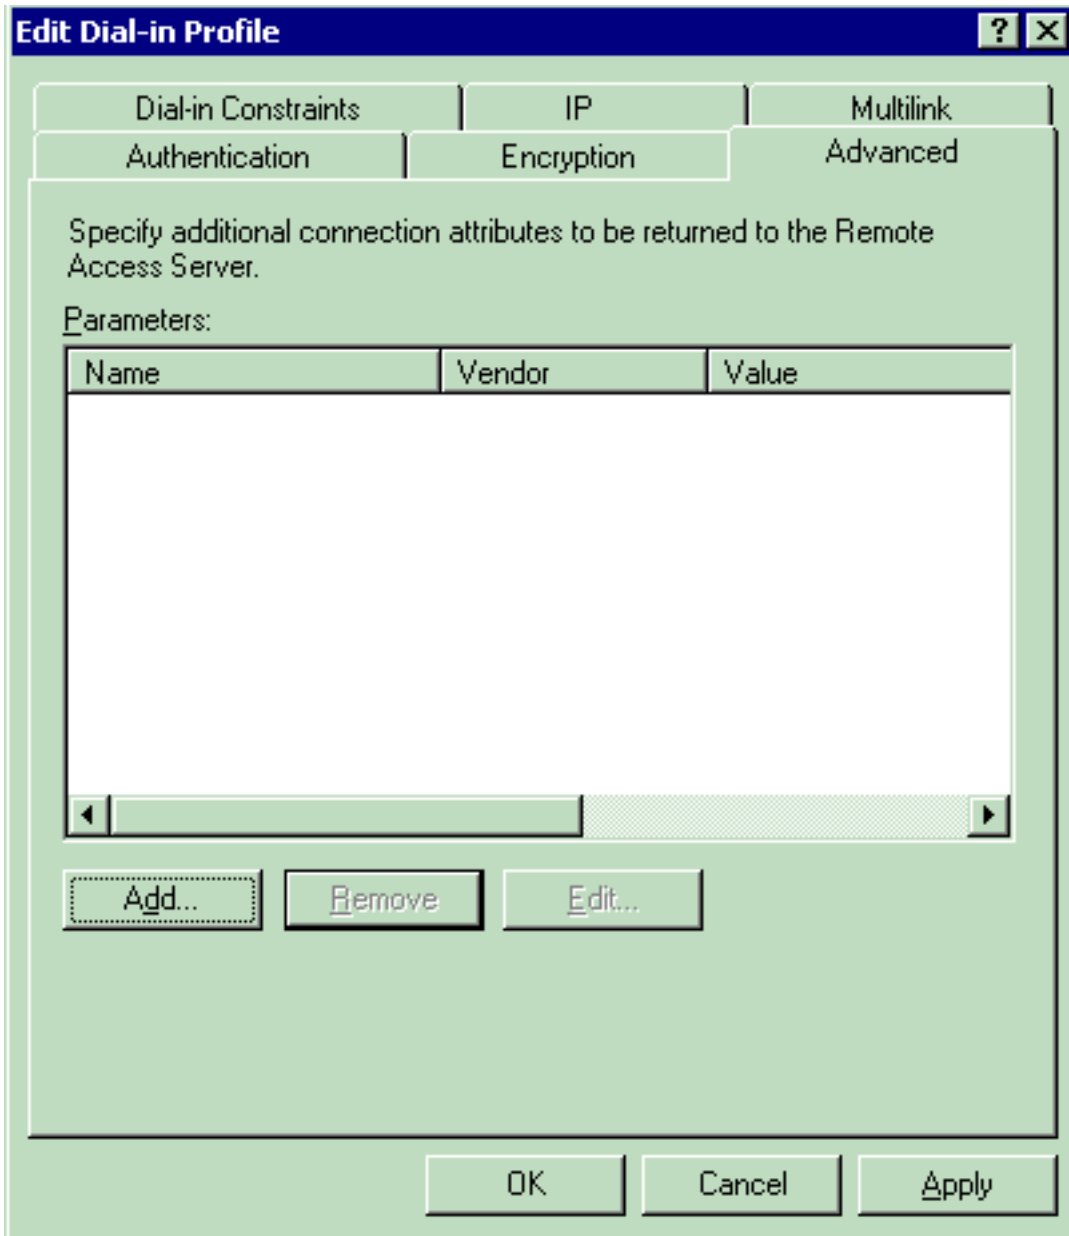 Edit Dial-in Profile
Dial-in Constraints
IP
Multilink
Authentication
Encryption
Advanced
Specify additional connection attributes to be returned to the Remote
Access Server.
Parameters:
Name
Vendor
Value
Add...
Remove
Edit...
OK
Cancel
Apply